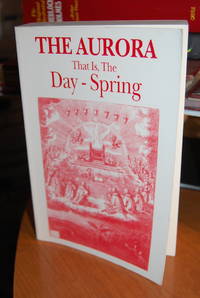 THE AURORA
That Is, The
Day - Spring